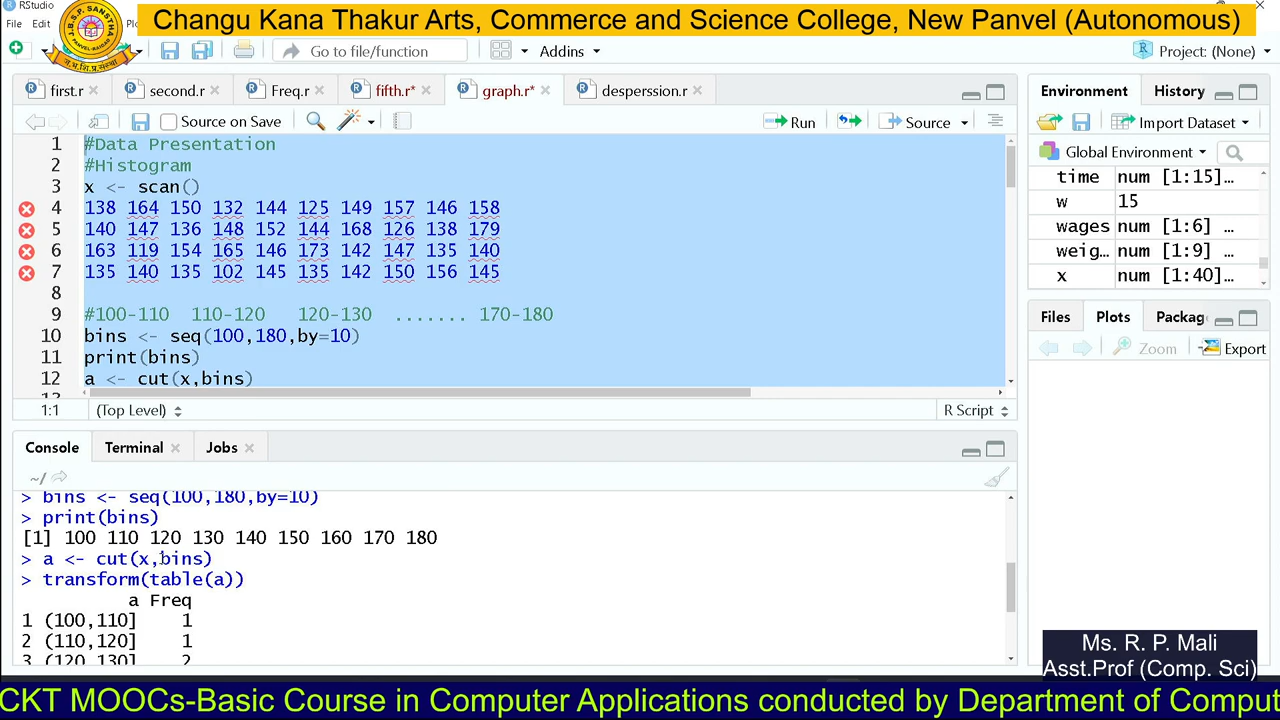 RStudio
Changu Kana Thakur Arts, Commerce and Science College, New Panvel (Autonomous)
File Edit
Go to file/function
Addins
Project: (None)
first.r
second.r
Freq.r
fifth.r*
graph.r*
desperssion.r
Source on Save
Run
Source
1 #Data Presentation
2 #Histogram
3 x <- scan()
4 138 164 150 132 144 125 149 157 146 158
5 140 147 136 148 152 144 168 126 138 179
6 163 119 154 165 146 173 142 147 135 140
7 135 140 135 102 145 135 142 150 156 145
8
9 #100-110 110-120 120-130 ....... 170-180
10 bins <- seq(100,180,by=10)
11 print(bins)
12 a <- cut(x,bins)
1:1 (Top Level) R Script
Console Terminal Jobs
~/
> bins <- seq(100,180,by=10)
> print(bins)
[1] 100 110 120 130 140 150 160 170 180
> a <- cut(x,bins)
> transform(table(a))
a Freq
1 (100,110] 1
2 (110,120] 1
3 (120,130] 2
Environment History
Import Dataset
Global Environment
time num [1:15]…
w 15
wages num [1:6] …
weig… num [1:9] …
x num [1:40]…
Files Plots Packag
Zoom Export
Ms. R. P. Mali
Asst.Prof (Comp. Sci)
CKT MOOCs-Basic Course in Computer Applications conducted by Department of Comput